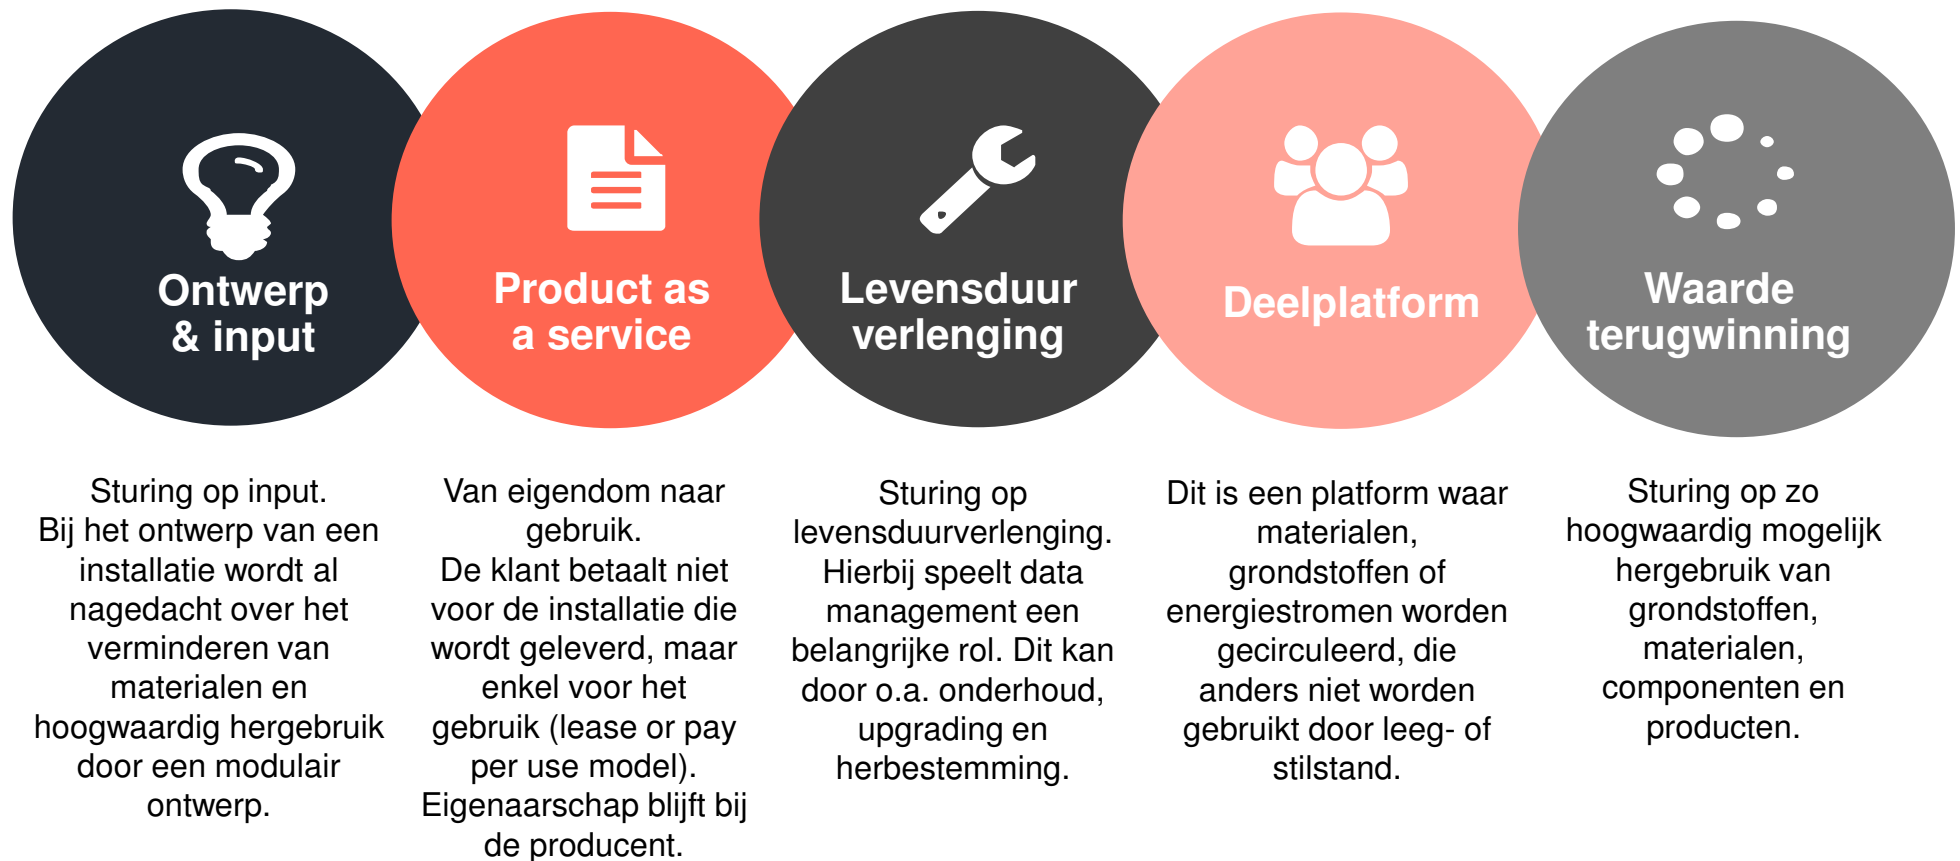 Ontwerp
& input
Sturing op input.
Bij het ontwerp van een
installatie wordt al
nagedacht over het
verminderen van
materialen en
hoogwaardig hergebruik
door een modulair
ontwerp.
Product as
a service
Van eigendom naar
gebruik.
De klant betaalt niet
voor de installatie die
wordt geleverd, maar
enkel voor het
gebruik (lease or pay
per use model).
Eigenaarschap blijft bij
de producent.
Levensduur
verlenging
Sturing op
levensduurverlenging.
Hierbij speelt data
management een
belangrijke rol. Dit kan
door o.a. onderhoud,
upgrading en
herbestemming.
Deelplatform
Dit is een platform waar
materialen,
grondstoffen of
energiestromen worden
gecirculeerd, die
anders niet worden
gebruikt door leeg- of
stilstand.
Waarde
terugwinning
Sturing op zo
hoogwaardig mogelijk
hergebruik van
grondstoffen,
materialen,
componenten en
producten.